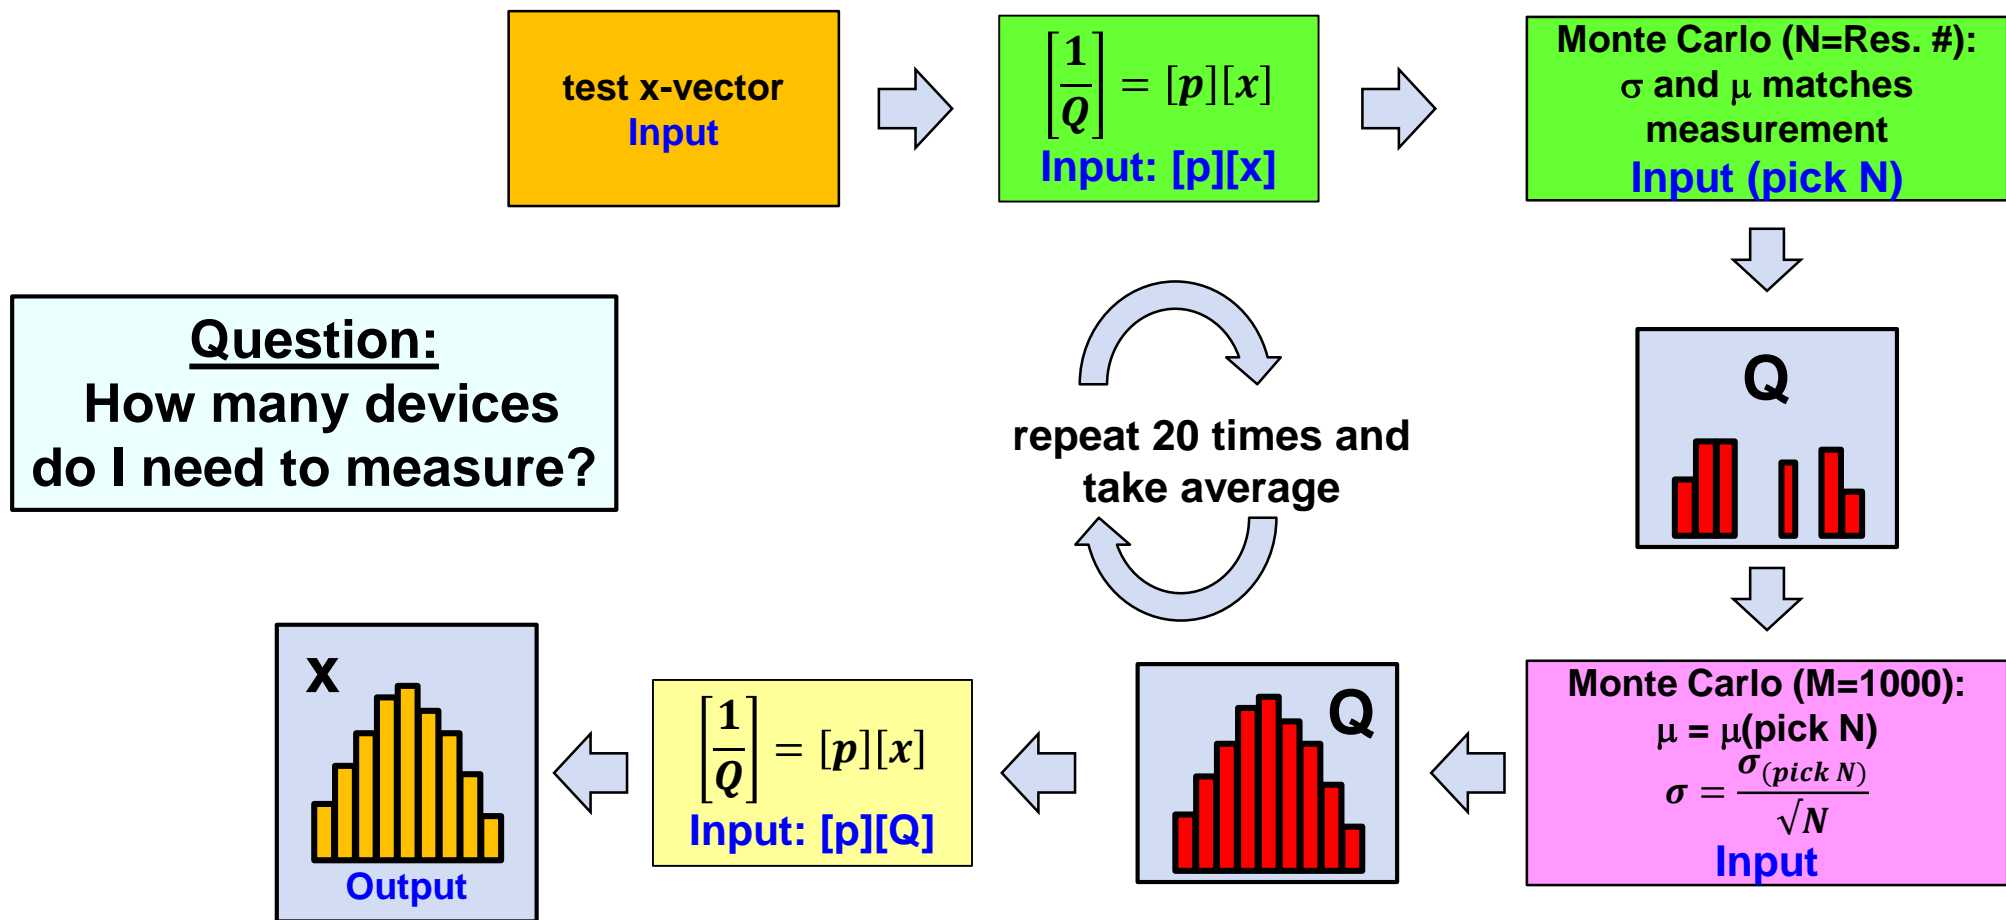 test x-vector
Input
[1/Q] = [p][x]
Input: [p][x]
Monte Carlo (N=Res. #):
σ and μ matches
measurement
Input (pick N)
Question:
How many devices
do I need to measure?
repeat 20 times and
take average
Q
Monte Carlo (M=1000):
μ = μ(pick N)
σ = σ(pick N)/√N
Input
Q
[1/Q] = [p][x]
Input: [p][Q]
x
Output